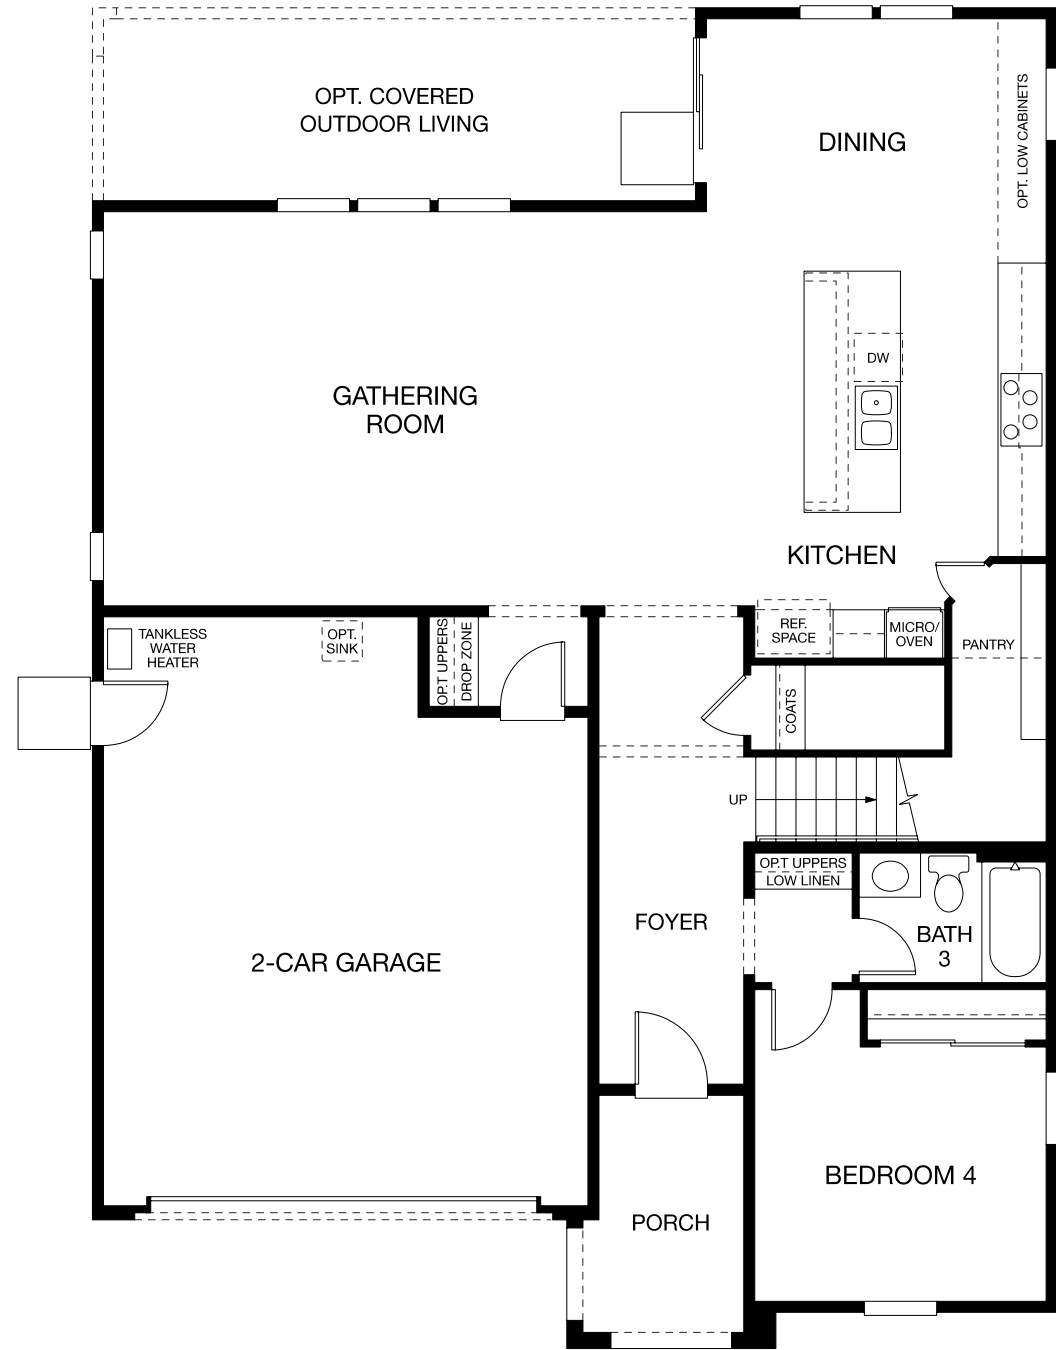 OPT. COVERED
OUTDOOR LIVING
DINING
OPT. LOW CABINETS
DW
GATHERING
ROOM
KITCHEN
REF.
SPACE
MICRO/
OVEN
PANTRY
TANKLESS
WATER
HEATER
OPT.
SINK
OP.T UPPERS
DROP ZONE
COATS
UP
OP.T UPPERS
LOW LINEN
FOYER
BATH
3
2-CAR GARAGE
BEDROOM 4
PORCH